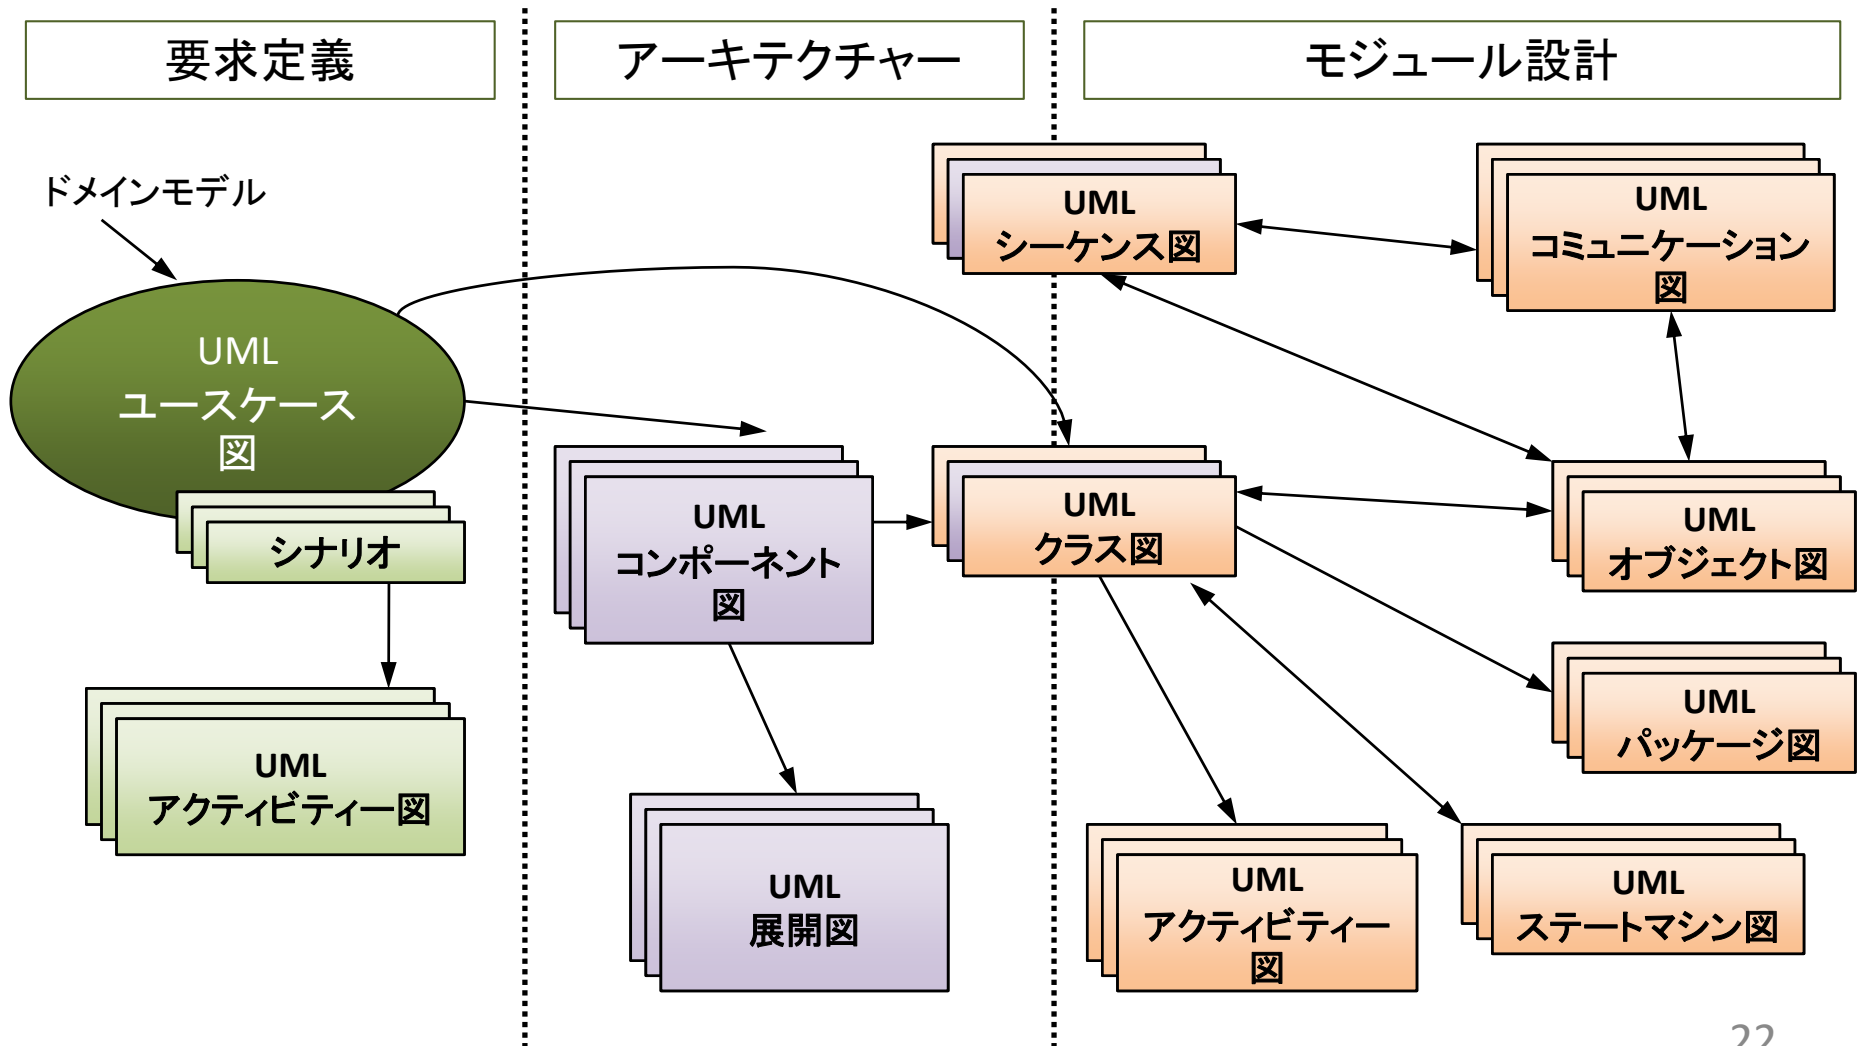 要求定義
アーキテクチャー
モジュール設計
ドメインモデル
UML
ユースケース
図
シナリオ
UML
アクティビティー図
UML
コンポーネント
図
UML
展開図
UML
シーケンス図
UML
クラス図
UML
コミュニケーション
図
UML
オブジェクト図
UML
パッケージ図
UML
アクティビティー
図
UML
ステートマシン図
22